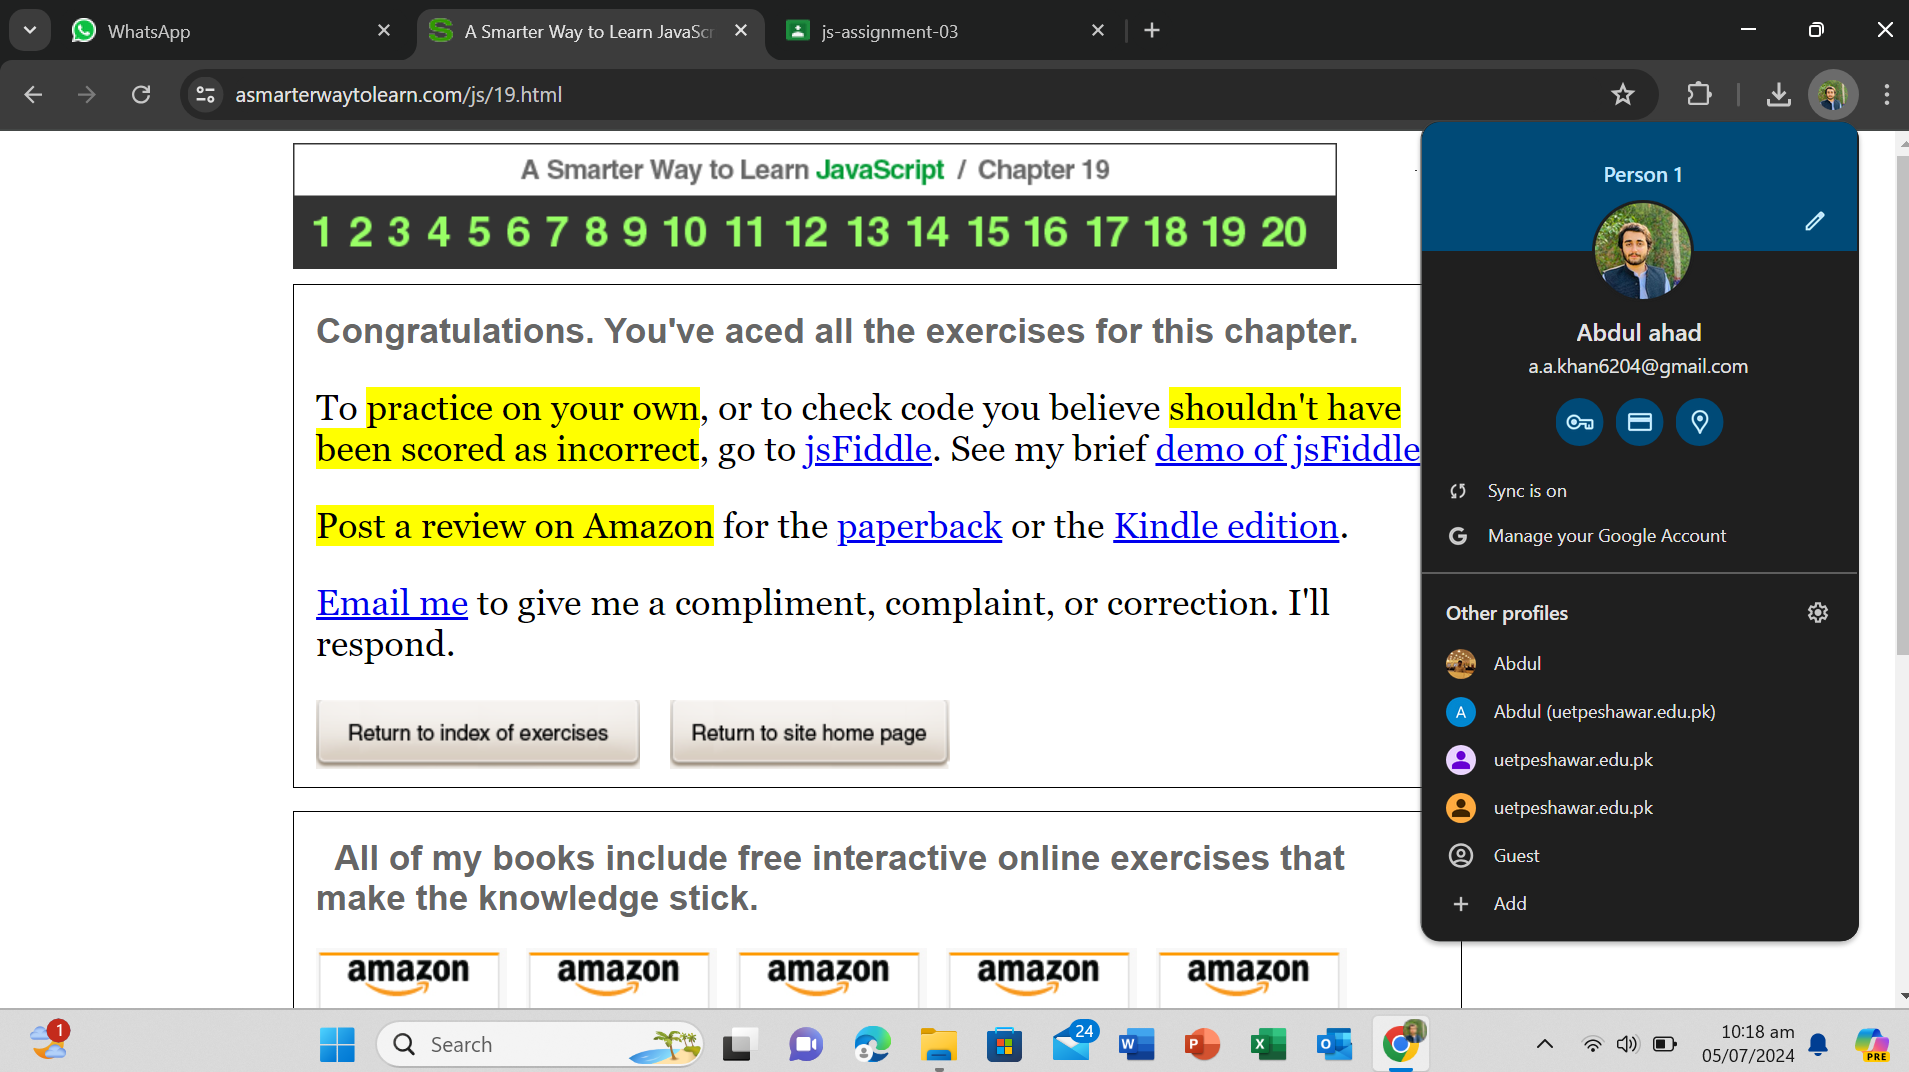 WhatsApp
A Smarter Way to Learn JavaScr
js-assignment-03
asmarterwaytolearn.com/js/19.html
A Smarter Way to Learn JavaScript / Chapter 19
1 2 3 4 5 6 7 8 9 10 11 12 13 14 15 16 17 18 19 20
Congratulations. You've aced all the exercises for this chapter.
To practice on your own, or to check code you believe shouldn't have
been scored as incorrect, go to jsFiddle. See my brief demo of jsFiddle
Post a review on Amazon for the paperback or the Kindle edition.
Email me to give me a compliment, complaint, or correction. I'll
respond.
Return to index of exercises
Return to site home page
All of my books include free interactive online exercises that
make the knowledge stick.
amazon
amazon
amazon
amazon
amazon
Person 1
Abdul ahad
a.a.khan6204@gmail.com
Sync is on
G Manage your Google Account
Other profiles
Abdul
A Abdul (uetpeshawar.edu.pk)
uetpeshawar.edu.pk
uetpeshawar.edu.pk
Guest
+ Add
1
Search
24
W
P
X
O
10:18 am
05/07/2024
PRE